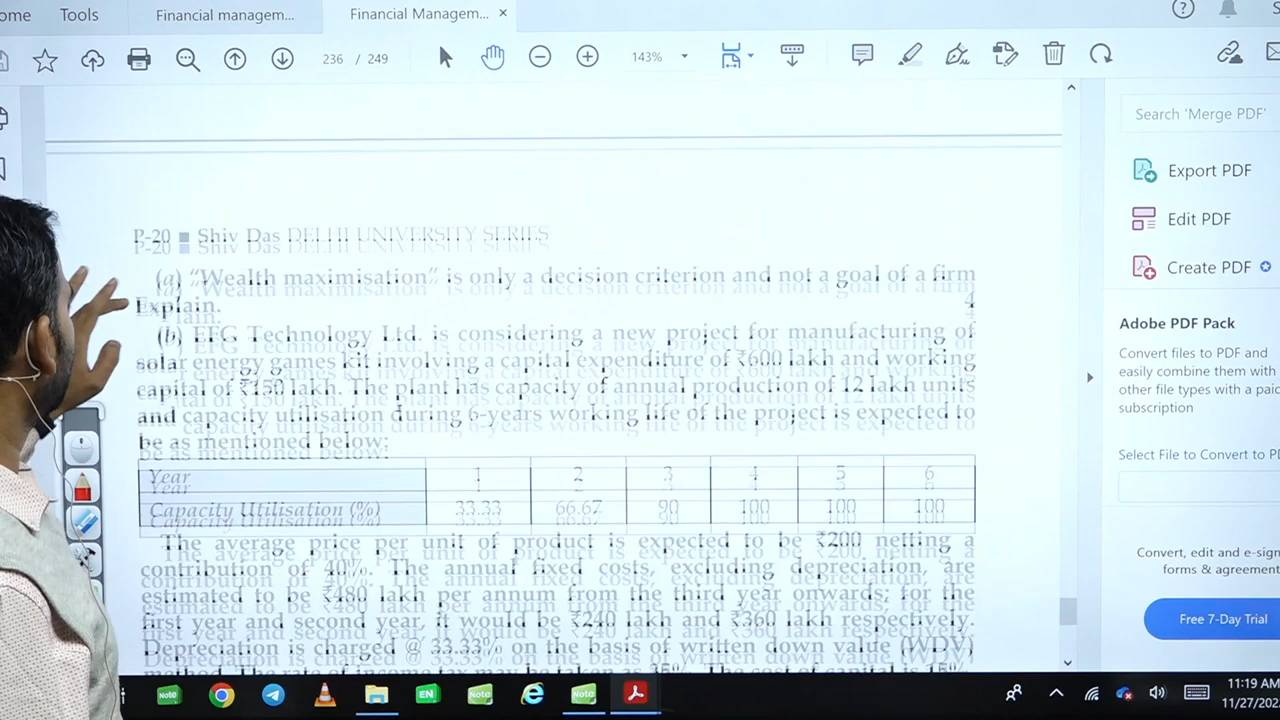 ome Tools Financial managem... Financial Managem... ×
236 / 249 143%
Search 'Merge PDF'
Export PDF
Edit PDF
Create PDF
Adobe PDF Pack
Convert files to PDF and
easily combine them with
other file types with a paid
subscription
Select File to Convert to PD
Convert, edit and e-sign
forms & agreement
Free 7-Day Trial
P-20 ■ Shiv Das DELHI UNIVERSITY SERIES
(a) "Wealth maximisation" is only a decision criterion and not a goal of a firm
Explain. 4
(b) EFG Technology Ltd. is considering a new project for manufacturing of
solar energy games kit involving a capital expenditure of ₹600 lakh and working
capital of ₹150 lakh. The plant has capacity of annual production of 12 lakh units
and capacity utilisation during 6-years working life of the project is expected to
be as mentioned below:
Year 1 2 3 4 5 6
Capacity Utilisation (%) 33.33 66.67 90 100 100 100
The average price per unit of product is expected to be ₹200 netting a
contribution of 40%. The annual fixed costs, excluding depreciation, are
estimated to be ₹480 lakh per annum from the third year onwards; for the
first year and second year, it would be ₹240 lakh and ₹360 lakh respectively.
Depreciation is charged @ 33.33% on the basis of written down value (WDV)
Note EN Note Note
11:19 AM
11/27/202